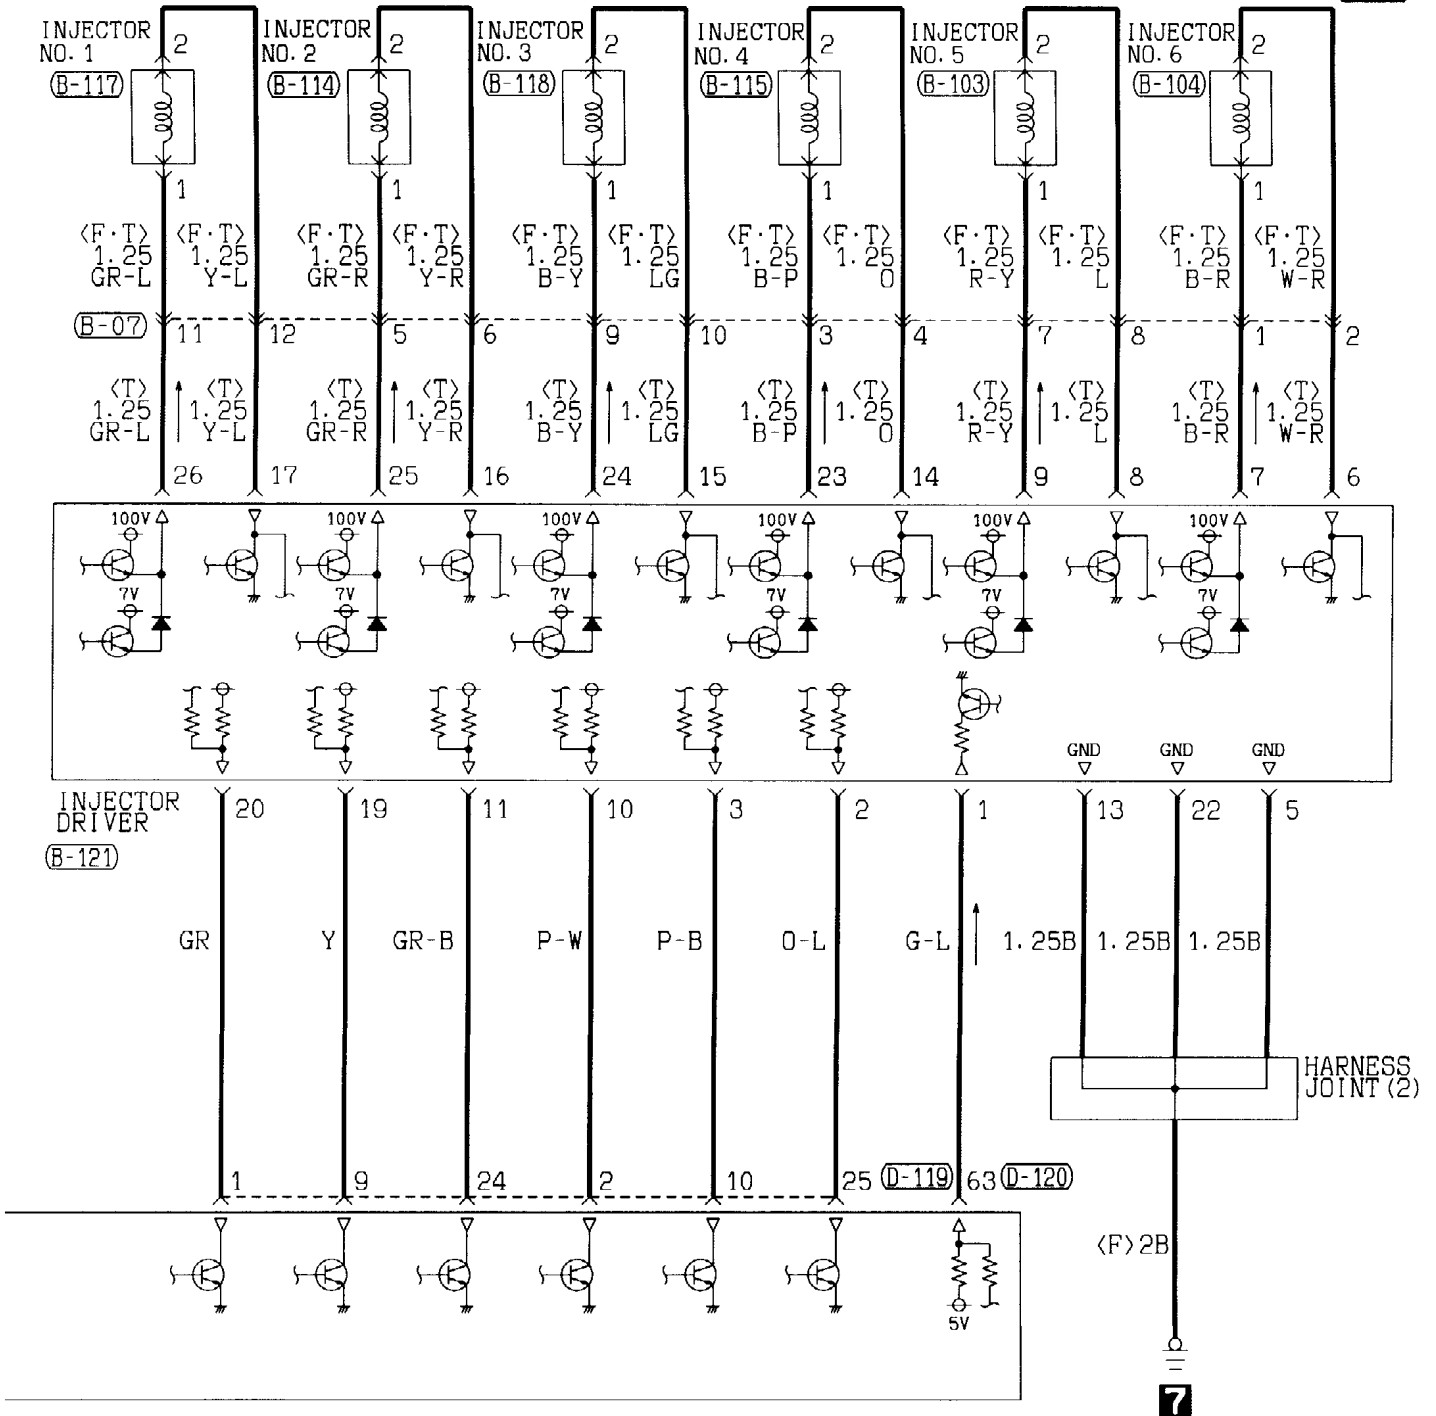 INJECTOR NO. 1
B-117
2
1
INJECTOR NO. 2
B-114
2
1
INJECTOR NO. 3
B-118
2
1
INJECTOR NO. 4
B-115
2
1
INJECTOR NO. 5
B-103
2
1
INJECTOR NO. 6
B-104
2
1
<F·T> <F·T> <F·T> <F·T> <F·T> <F·T> <F·T> <F·T> <F·T> <F·T> <F·T> <F·T>
1.25 1.25 1.25 1.25 1.25 1.25 1.25 1.25 1.25 1.25 1.25 1.25
GR-L Y-L GR-R Y-R B-Y LG B-P O R-Y L B-R W-R
B-07 11 12 5 6 9 10 3 4 7 8 1 2
<T> <T> <T> <T> <T> <T> <T> <T> <T> <T> <T> <T>
1.25 1.25 1.25 1.25 1.25 1.25 1.25 1.25 1.25 1.25 1.25 1.25
GR-L Y-L GR-R Y-R B-Y LG B-P O R-Y L B-R W-R
26 17 25 16 24 15 23 14 9 8 7 6
100V 100V 100V 100V 100V 100V
7V 7V 7V 7V 7V 7V
GND GND GND
INJECTOR DRIVER
B-121
20 19 11 10 3 2 1 13 22 5
GR Y GR-B P-W P-B O-L G-L 1.25B 1.25B 1.25B
HARNESS JOINT (2)
1 9 24 2 10 25 D-119 63 D-120
<F>2B
5V
7